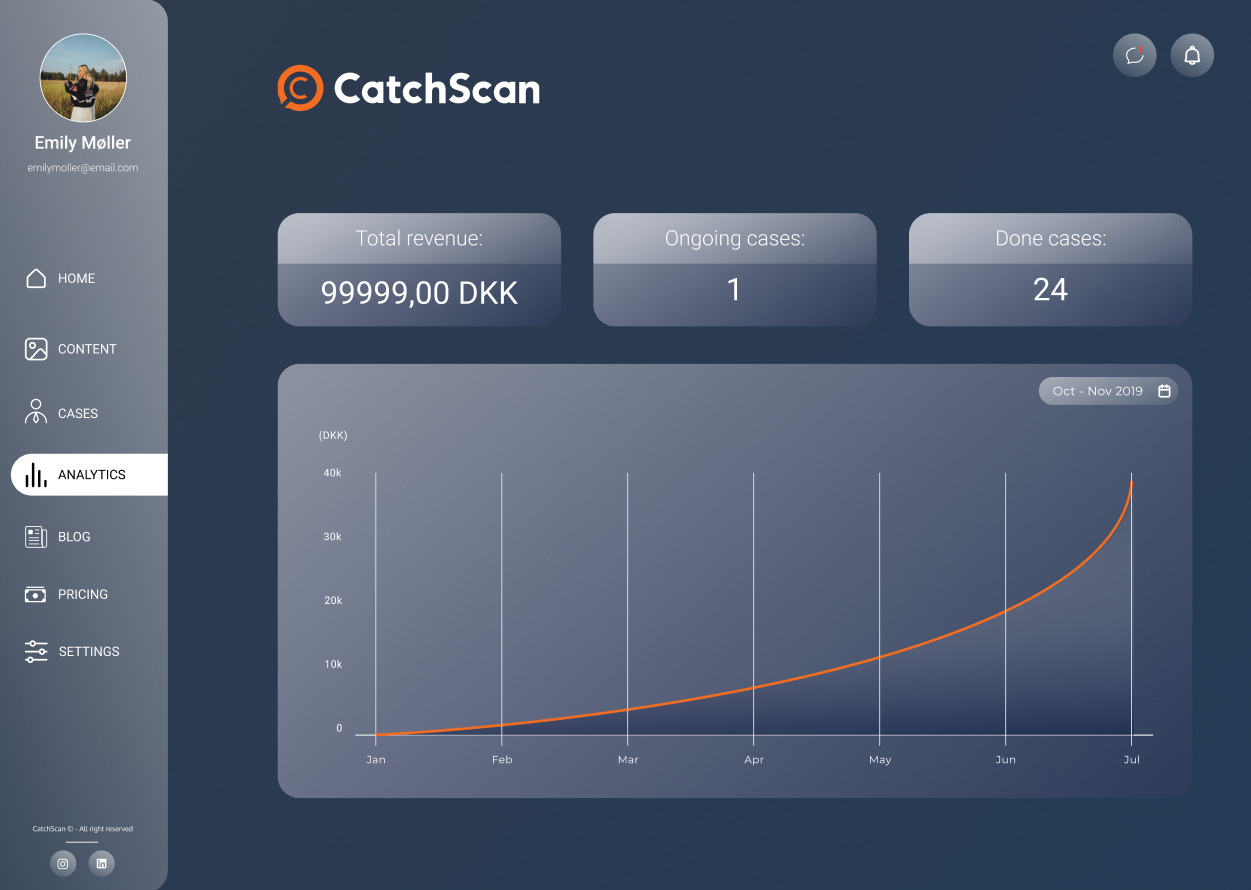 Emily Møller
emilymoller@email.com
HOME
CONTENT
CASES
ANALYTICS
BLOG
PRICING
SETTINGS
CatchScan © - All right reserved
CatchScan
Total revenue:
99999,00 DKK
Ongoing cases:
1
Done cases:
24
Oct - Nov 2019
(DKK)
40k
30k
20k
10k
0
Jan Feb Mar Apr May Jun Jul